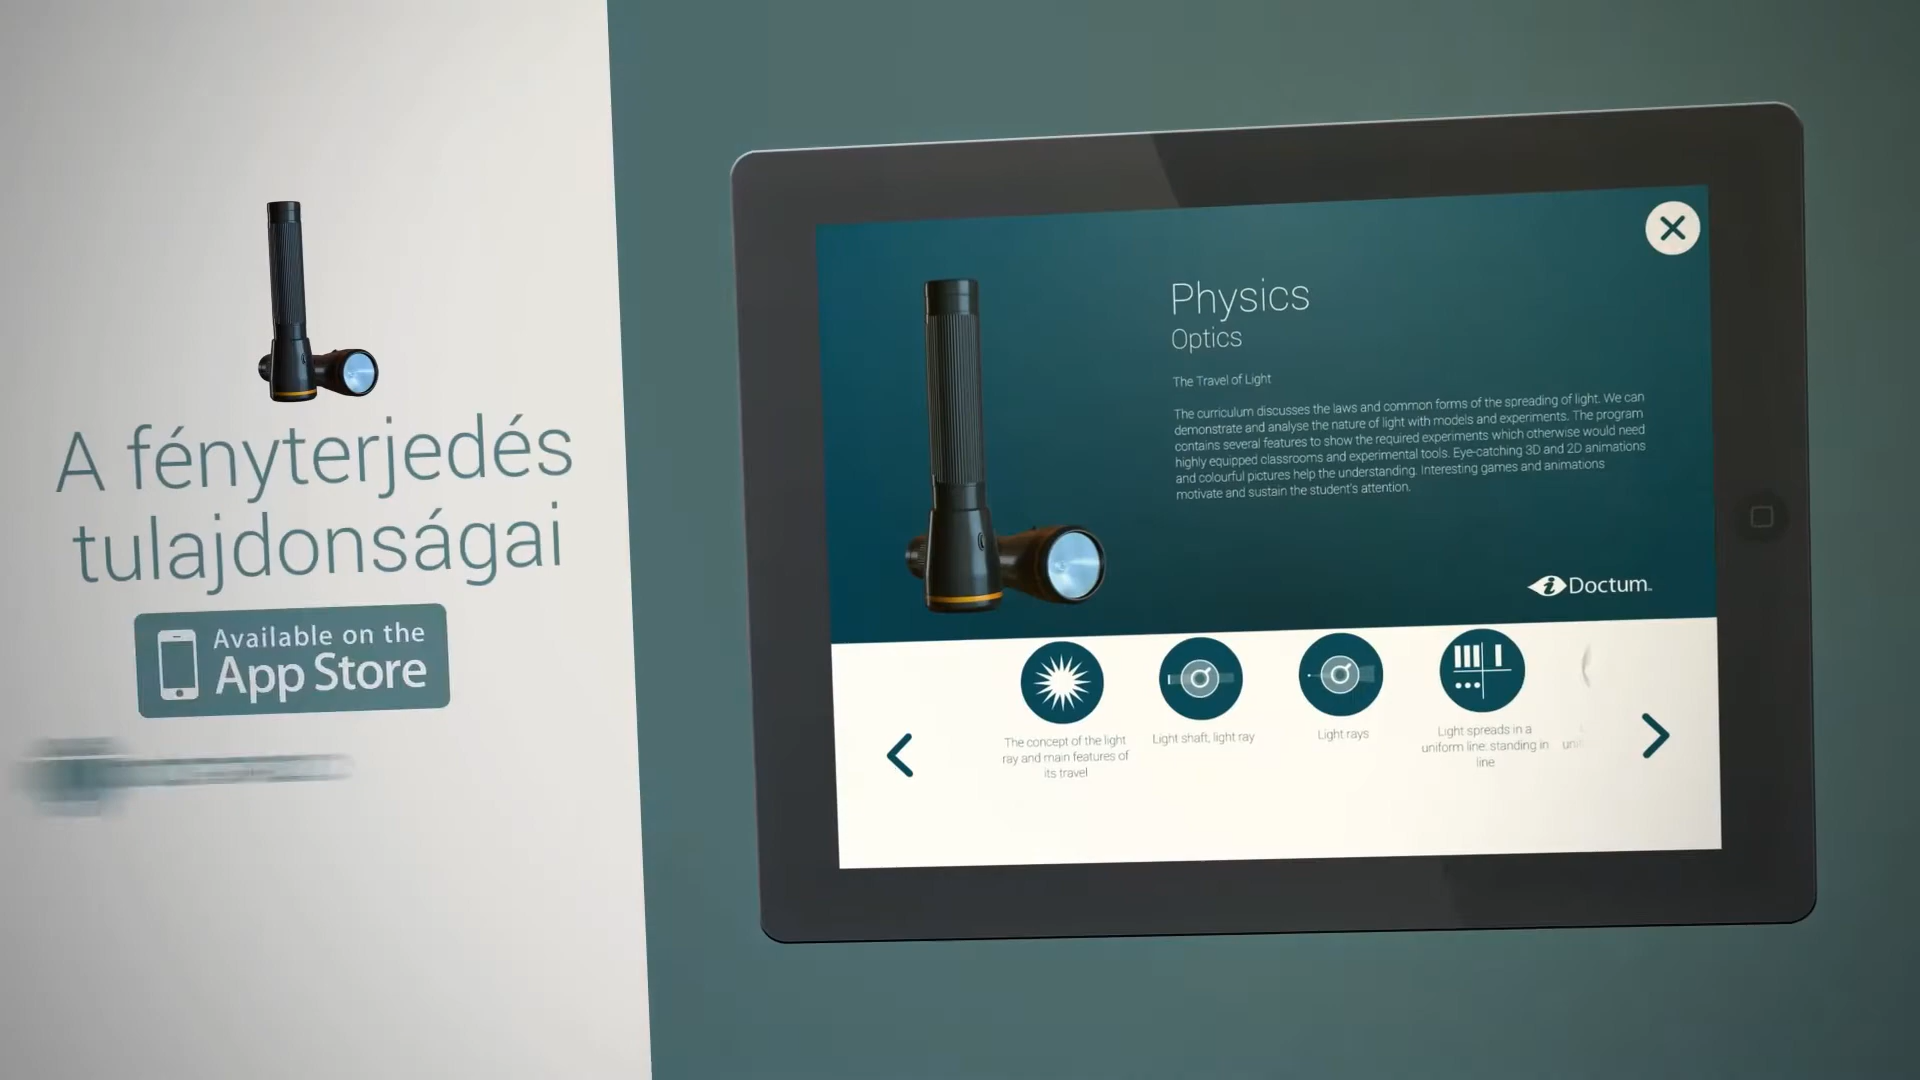 A fényterjedés
tulajdonságai
Available on the
App Store
Physics
Optics
The Travel of Light
The curriculum discusses the laws and common forms of the spreading of light. We can
demonstrate and analyse the nature of light with models and experiments. The program
contains several features to show the required experiments which otherwise would need
highly equipped classrooms and experimental tools. Eye-catching 3D and 2D animations
and colourful pictures help the understanding. Interesting games and animations
motivate and sustain the student's attention.
Doctum
The concept of the light
ray and main features of
its travel
Light shaft, light ray
Light rays
Light spreads in a
uniform line: standing in
line